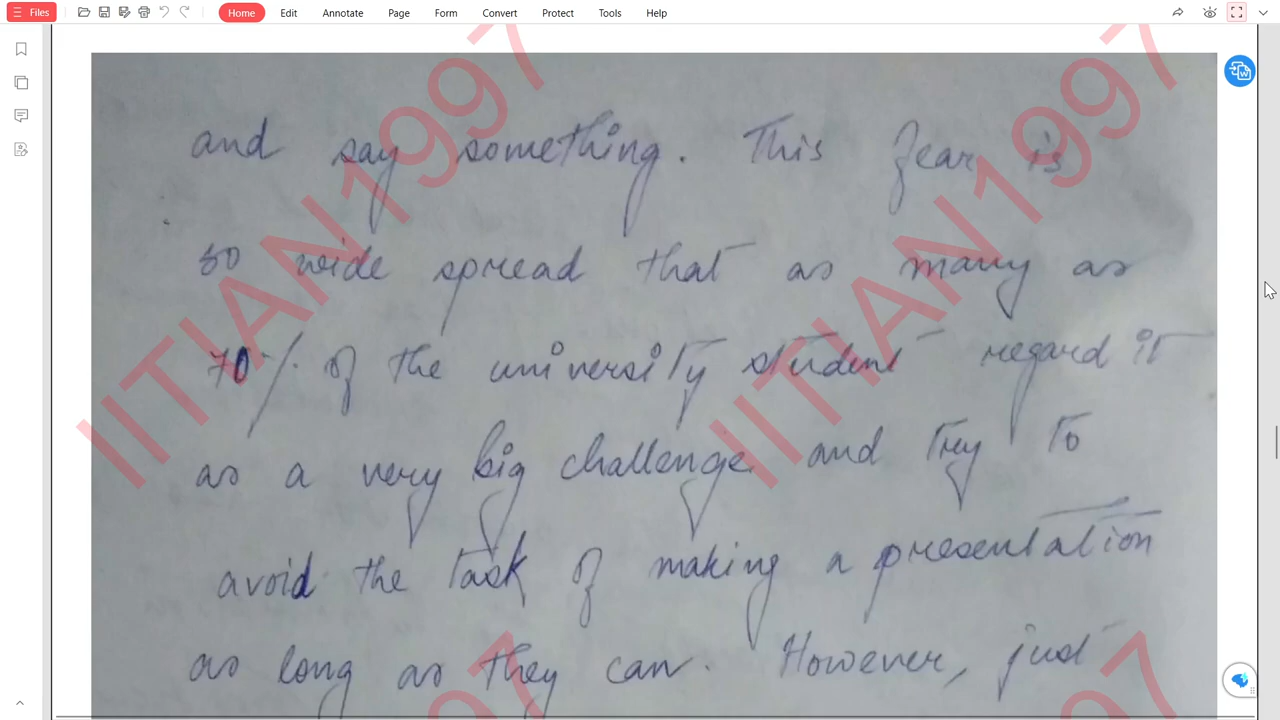 Files
Home Edit Annotate Page Form Convert Protect Tools Help
and say something. This fear is
so wide spread that as many as
70% of the university student regard it
as a very big challenge and try to
avoid the task of making a presentation
as long as they can. However, just
IITIAN1997
IITIAN1997